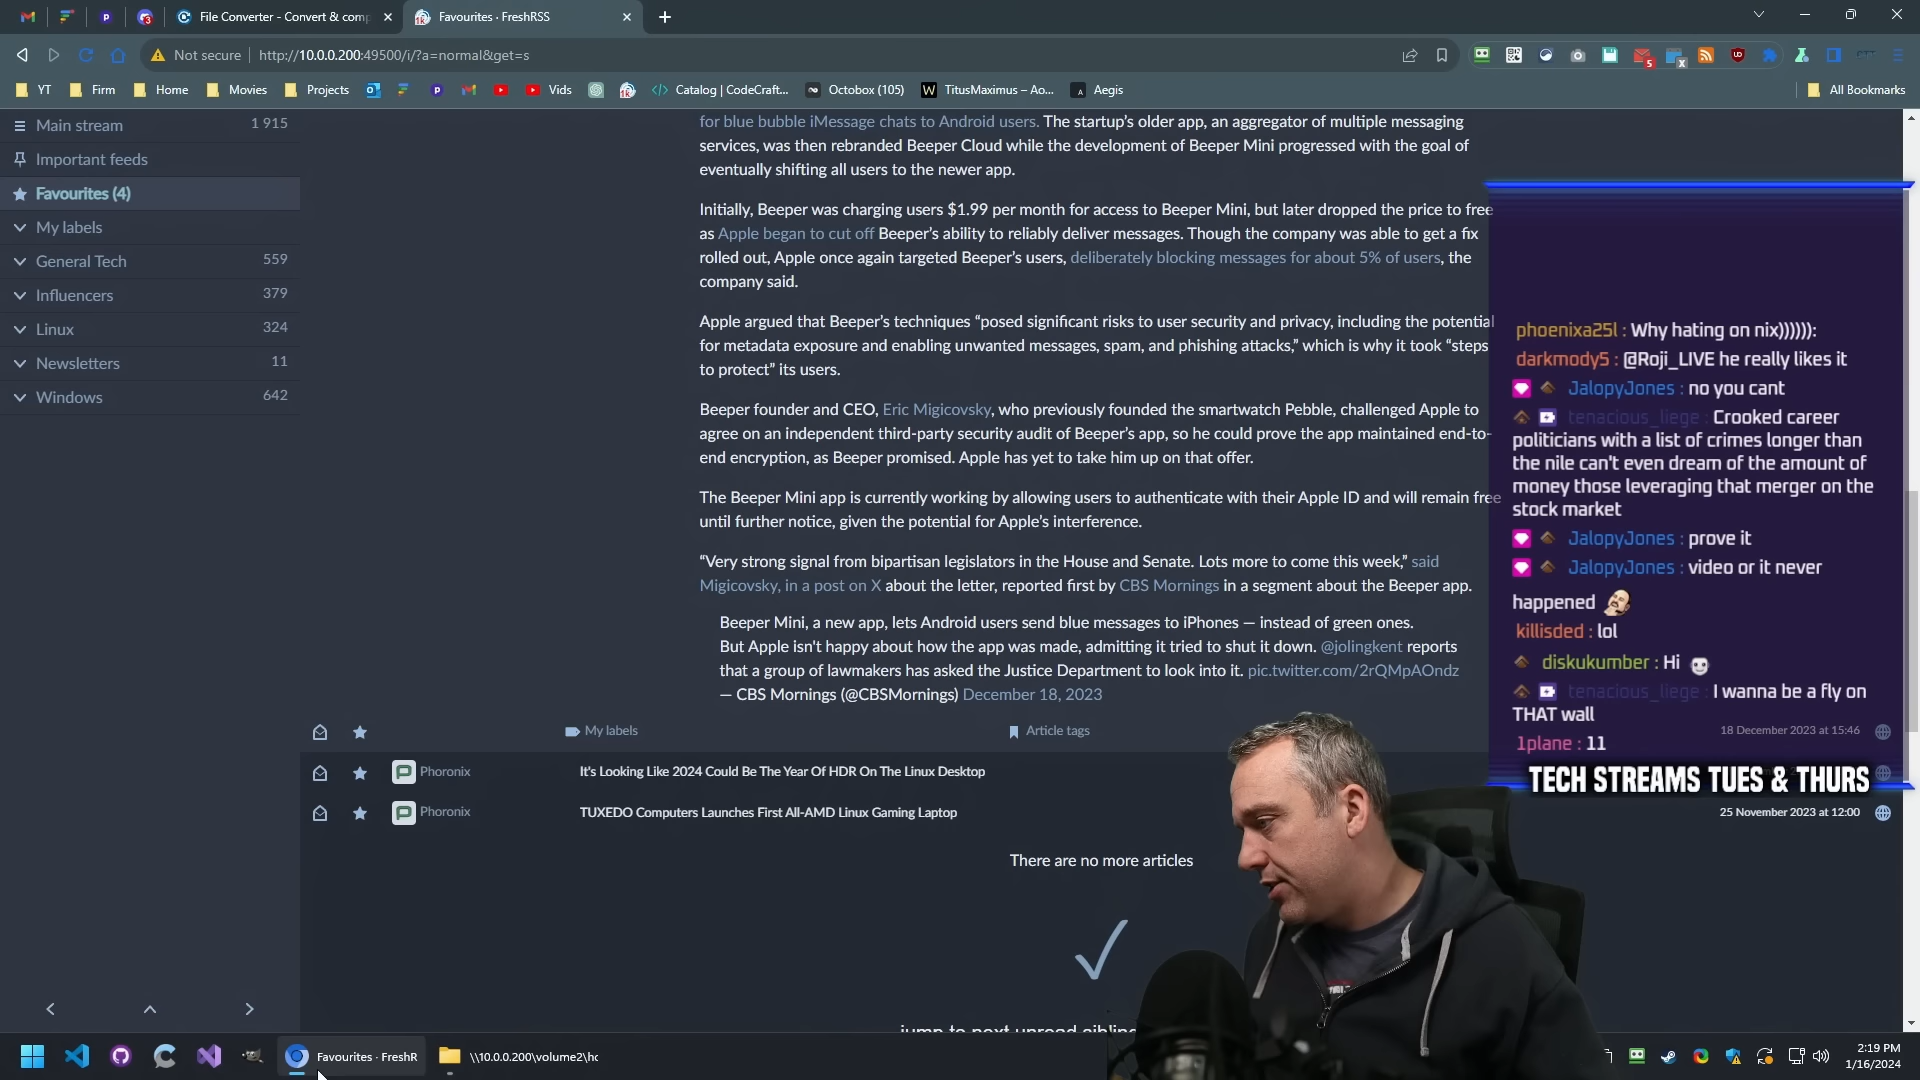 File Converter - Convert & comp
Favourites · FreshRSS
Not secure
http://10.0.0.200:49500/i/?a=normal&get=s
YT
Firm
Home
Movies
Projects
Vids
Catalog | CodeCraft...
Octobox (105)
TitusMaximus – Ao...
Aegis
All Bookmarks
Main stream 1 915
Important feeds
Favourites (4)
My labels
General Tech 559
Influencers 379
Linux 324
Newsletters 11
Windows 642
for blue bubble iMessage chats to Android users. The startup’s older app, an aggregator of multiple messaging
services, was then rebranded Beeper Cloud while the development of Beeper Mini progressed with the goal of
eventually shifting all users to the newer app.
Initially, Beeper was charging users $1.99 per month for access to Beeper Mini, but later dropped the price to free
as Apple began to cut off Beeper’s ability to reliably deliver messages. Though the company was able to get a fix
rolled out, Apple once again targeted Beeper’s users, deliberately blocking messages for about 5% of users, the
company said.
Apple argued that Beeper’s techniques “posed significant risks to user security and privacy, including the potential
for metadata exposure and enabling unwanted messages, spam, and phishing attacks,” which is why it took “steps
to protect” its users.
Beeper founder and CEO, Eric Migicovsky, who previously founded the smartwatch Pebble, challenged Apple to
agree on an independent third-party security audit of Beeper’s app, so he could prove the app maintained end-to-
end encryption, as Beeper promised. Apple has yet to take him up on that offer.
The Beeper Mini app is currently working by allowing users to authenticate with their Apple ID and will remain free
until further notice, given the potential for Apple’s interference.
“Very strong signal from bipartisan legislators in the House and Senate. Lots more to come this week,” said
Migicovsky, in a post on X about the letter, reported first by CBS Mornings in a segment about the Beeper app.
Beeper Mini, a new app, lets Android users send blue messages to iPhones — instead of green ones.
But Apple isn't happy about how the app was made, admitting it tried to shut it down. @jolingkent reports
that a group of lawmakers has asked the Justice Department to look into it. pic.twitter.com/2rQMpAOndz
— CBS Mornings (@CBSMornings) December 18, 2023
My labels
Article tags
18 December 2023 at 15:46
Phoronix
It's Looking Like 2024 Could Be The Year Of HDR On The Linux Desktop
Phoronix
TUXEDO Computers Launches First All-AMD Linux Gaming Laptop
25 November 2023 at 12:00
There are no more articles
phoenixa25l : Why hating on nix)))))):
darkmody5 : @Roji_LIVE he really likes it
JalopyJones : no you cant
tenacious_liege : Crooked career
politicians with a list of crimes longer than
the nile can't even dream of the amount of
money those leveraging that merger on the
stock market
JalopyJones : prove it
JalopyJones : video or it never
happened
killisded : lol
diskukumber : Hi
tenacious_liege : I wanna be a fly on
THAT wall
1plane : 11
TECH STREAMS TUES & THURS
Favourites · FreshR
\\10.0.0.200\volume2\hc
2:19 PM
1/16/2024